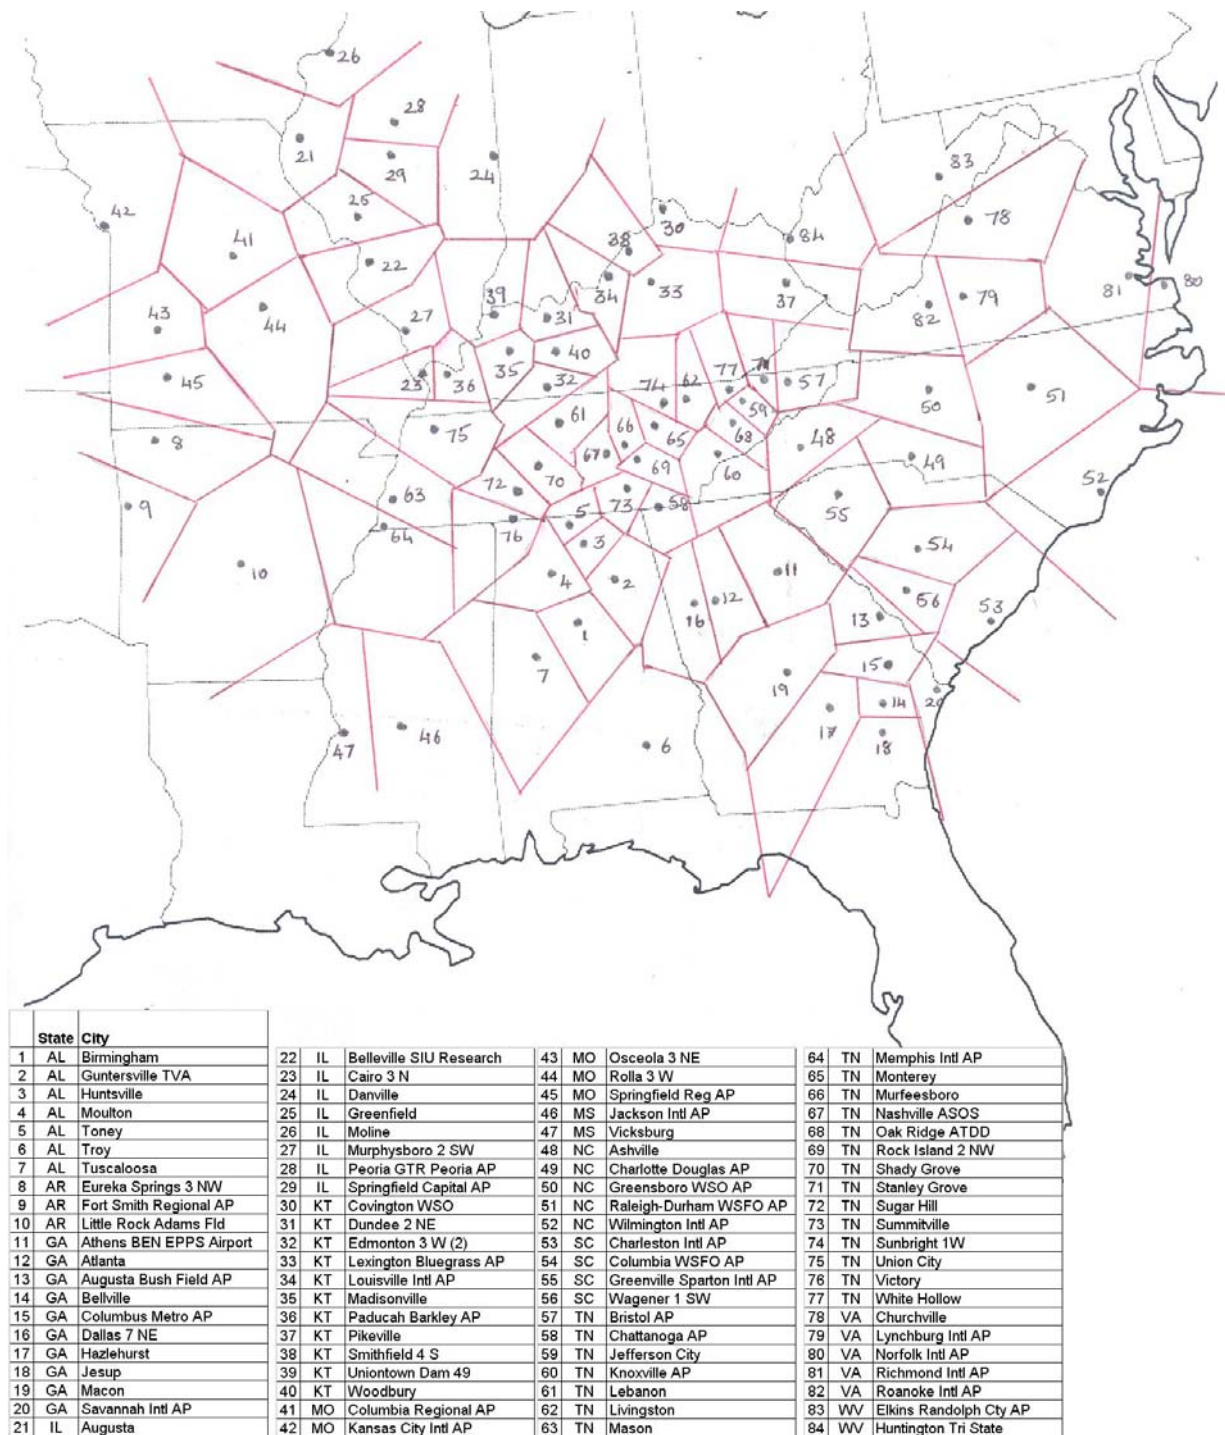 26
28
21
29
24
25
42
41
22
83
78
30
84
38
39
34
33
37
31
79
81
80
82
43
44
27
45
23
36
35
40
32
74
62
77
71
57
59
50
51
8
75
61
66
65
68
48
67
69
60
49
9
63
64
72
70
73
58
55
52
76
5
3
54
10
4
2
11
56
53
16
12
13
1
7
19
15
14
20
47
46
6
17
18
State City
1 AL Birmingham
2 AL Guntersville TVA
3 AL Huntsville
4 AL Moulton
5 AL Toney
6 AL Troy
7 AL Tuscaloosa
8 AR Eureka Springs 3 NW
9 AR Fort Smith Regional AP
10 AR Little Rock Adams Fld
11 GA Athens BEN EPPS Airport
12 GA Atlanta
13 GA Augusta Bush Field AP
14 GA Bellville
15 GA Columbus Metro AP
16 GA Dallas 7 NE
17 GA Hazlehurst
18 GA Jesup
19 GA Macon
20 GA Savannah Intl AP
21 IL Augusta
22 IL Belleville SIU Research
23 IL Cairo 3 N
24 IL Danville
25 IL Greenfield
26 IL Moline
27 IL Murphysboro 2 SW
28 IL Peoria GTR Peoria AP
29 IL Springfield Capital AP
30 KT Covington WSO
31 KT Dundee 2 NE
32 KT Edmonton 3 W (2)
33 KT Lexington Bluegrass AP
34 KT Louisville Intl AP
35 KT Madisonville
36 KT Paducah Barkley AP
37 KT Pikeville
38 KT Smithfield 4 S
39 KT Uniontown Dam 49
40 KT Woodbury
41 MO Columbia Regional AP
42 MO Kansas City Intl AP
43 MO Osceola 3 NE
44 MO Rolla 3 W
45 MO Springfield Reg AP
46 MS Jackson Intl AP
47 MS Vicksburg
48 NC Ashville
49 NC Charlotte Douglas AP
50 NC Greensboro WSO AP
51 NC Raleigh-Durham WSFO AP
52 NC Wilmington Intl AP
53 SC Charleston Intl AP
54 SC Columbia WSFO AP
55 SC Greenville Sparton Intl AP
56 SC Wagener 1 SW
57 TN Bristol AP
58 TN Chattanoga AP
59 TN Jefferson City
60 TN Knoxville AP
61 TN Lebanon
62 TN Livingston
63 TN Mason
64 TN Memphis Intl AP
65 TN Monterey
66 TN Murfeesboro
67 TN Nashville ASOS
68 TN Oak Ridge ATDD
69 TN Rock Island 2 NW
70 TN Shady Grove
71 TN Stanley Grove
72 TN Sugar Hill
73 TN Summitville
74 TN Sunbright 1W
75 TN Union City
76 TN Victory
77 TN White Hollow
78 VA Churchville
79 VA Lynchburg Intl AP
80 VA Norfolk Intl AP
81 VA Richmond Intl AP
82 VA Roanoke Intl AP
83 WV Elkins Randolph Cty AP
84 WV Huntington Tri State